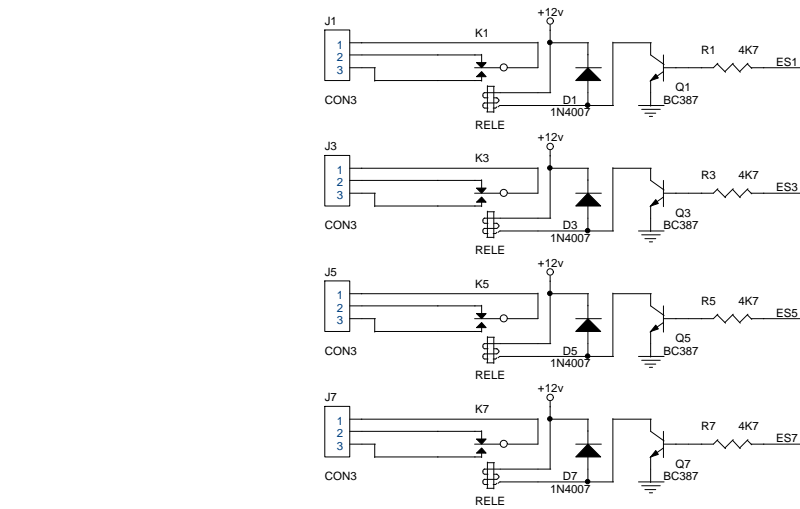 +12v
J1
K1
1
2
3
R1 4K7
ES1
Q1
BC387
D1
1N4007
CON3
RELE
+12v
J3
K3
1
2
3
R3 4K7
ES3
Q3
BC387
D3
1N4007
CON3
RELE
+12v
J5
K5
1
2
3
R5 4K7
ES5
Q5
BC387
D5
1N4007
CON3
RELE
+12v
J7
K7
1
2
3
R7 4K7
ES7
Q7
BC387
D7
1N4007
CON3
RELE